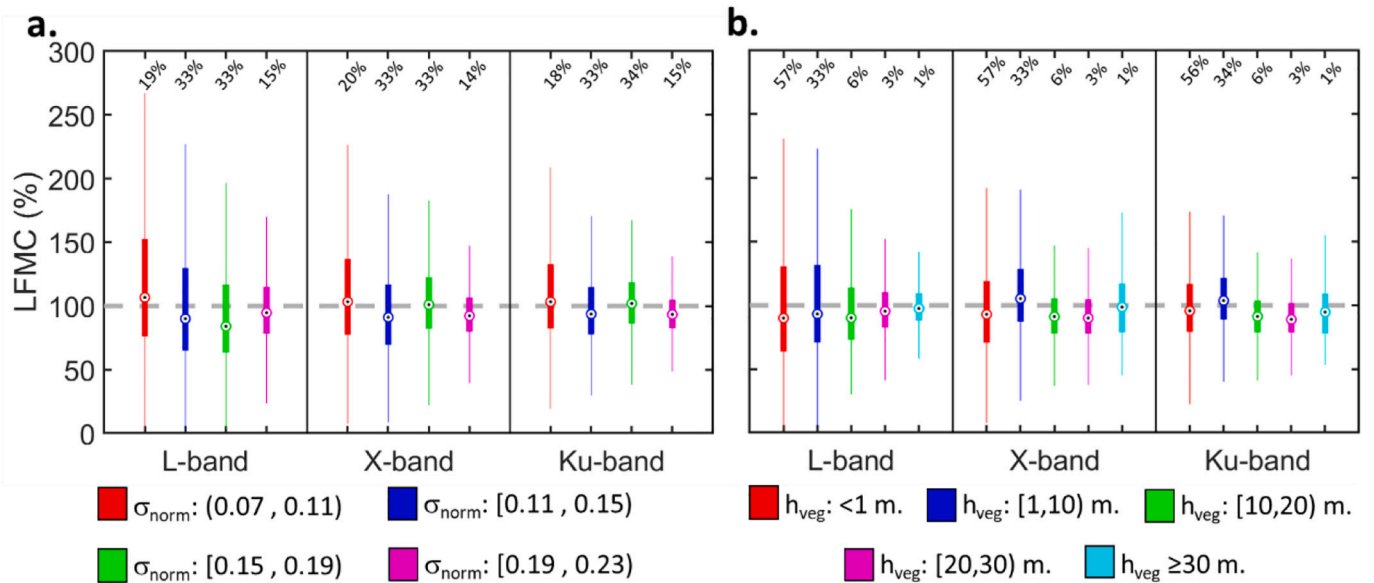 a.
b.
300
250
200
150
100
50
0
LFMC (%)
19% 33% 33% 15% 20% 33% 33% 14% 18% 33% 34% 15%
57% 33% 6% 3% 1% 57% 33% 6% 3% 1% 56% 34% 6% 3% 1%
L-band X-band Ku-band
L-band X-band Ku-band
σnorm: (0.07 , 0.11) σnorm: [0.11 , 0.15)
σnorm: [0.15 , 0.19) σnorm: [0.19 , 0.23)
hveg: <1 m. hveg: [1,10) m. hveg: [10,20) m.
hveg: [20,30) m. hveg ≥30 m.